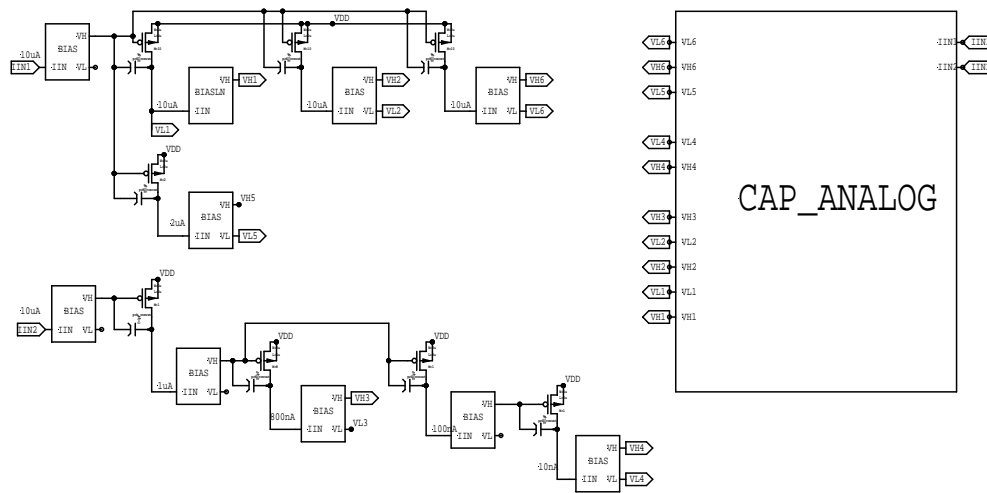 VDD
VH
BIAS
10uA
IIN1
IIN
VL
VH
VH1
BIASLN
10uA
IIN
VL1
VH
VH2
BIAS
10uA
IIN
VL
VL2
VH
VH6
BIAS
10uA
IIN
VL
VL6
VDD
VH
VH5
BIAS
2uA
IIN
VL
VL5
VDD
VH
BIAS
10uA
IIN2
IIN
VL
VH
BIAS
1uA
IIN
VL
VDD
VH
VH3
BIAS
800nA
IIN
VL
VL3
VDD
VH
BIAS
100nA
IIN
VL
VDD
VH
VH4
BIAS
10nA
IIN
VL
VL4
VL6 VL6
VH6 VH6
VL5 VL5
VL4 VL4
VH4 VH4
VH3 VH3
VL2 VL2
VH2 VH2
VL1 VL1
VH1 VH1
CAP_ANALOG
IIN1
IIN2